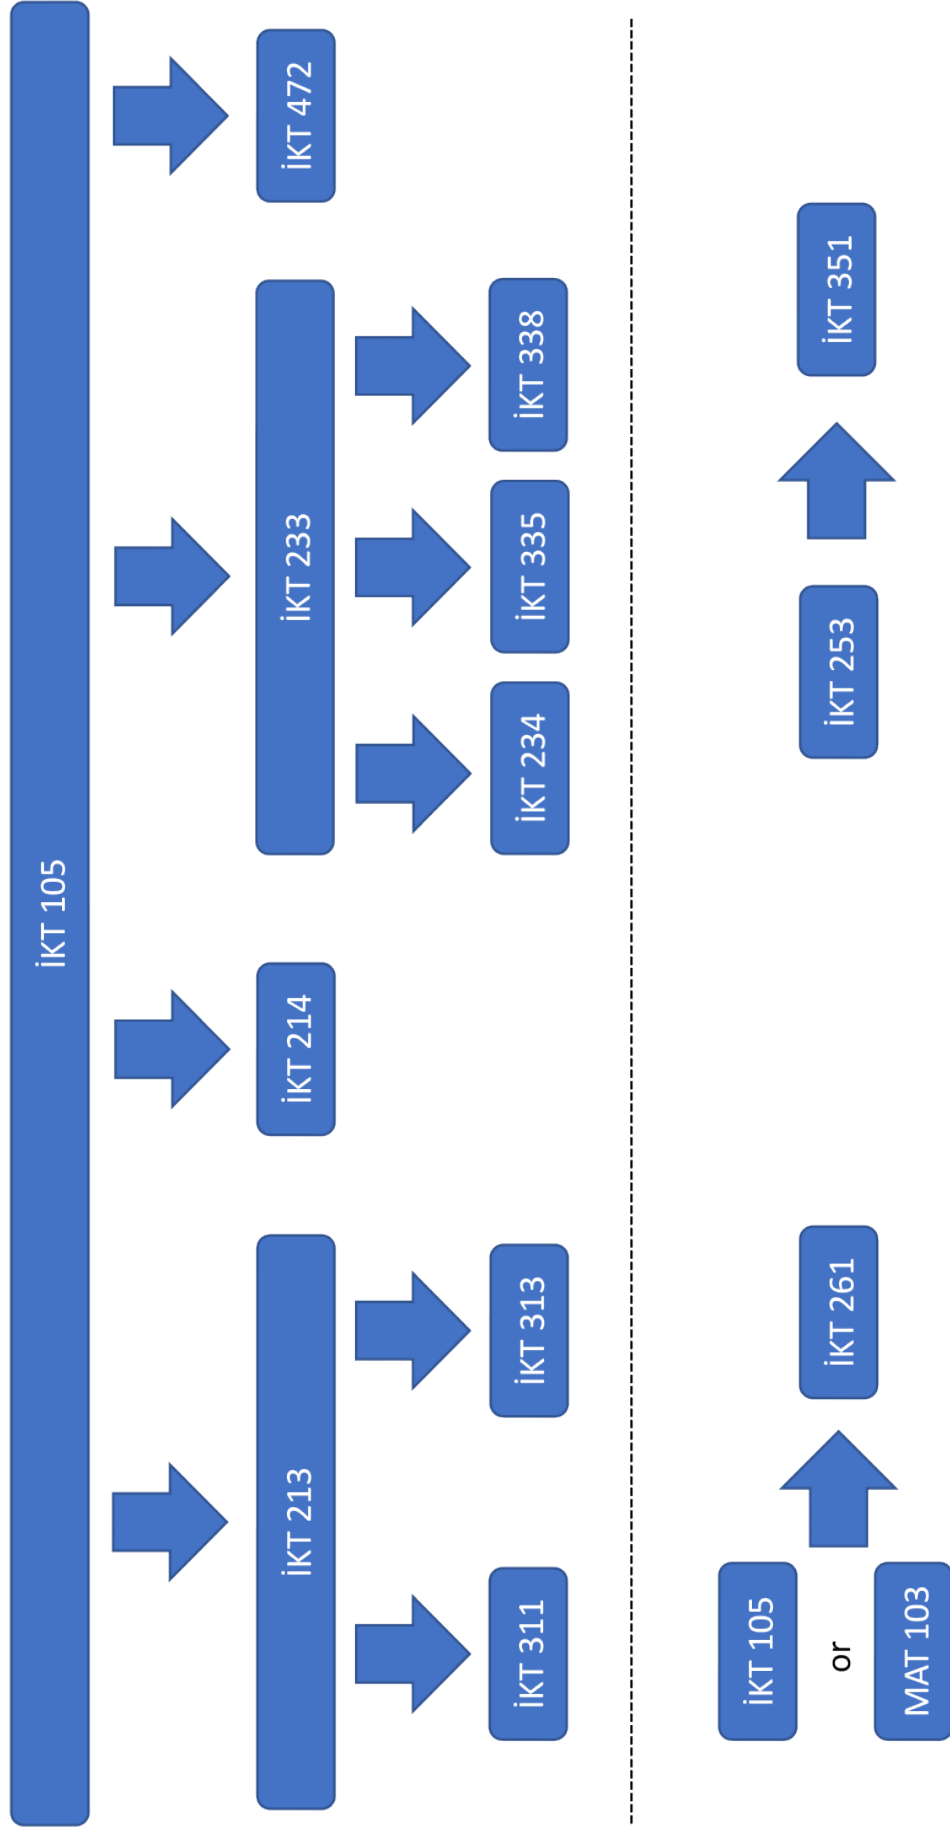 İKT 105
İKT 213
İKT 214
İKT 233
İKT 472
İKT 311
İKT 313
İKT 234
İKT 335
İKT 338
İKT 105
or
MAT 103
İKT 261
İKT 253
İKT 351